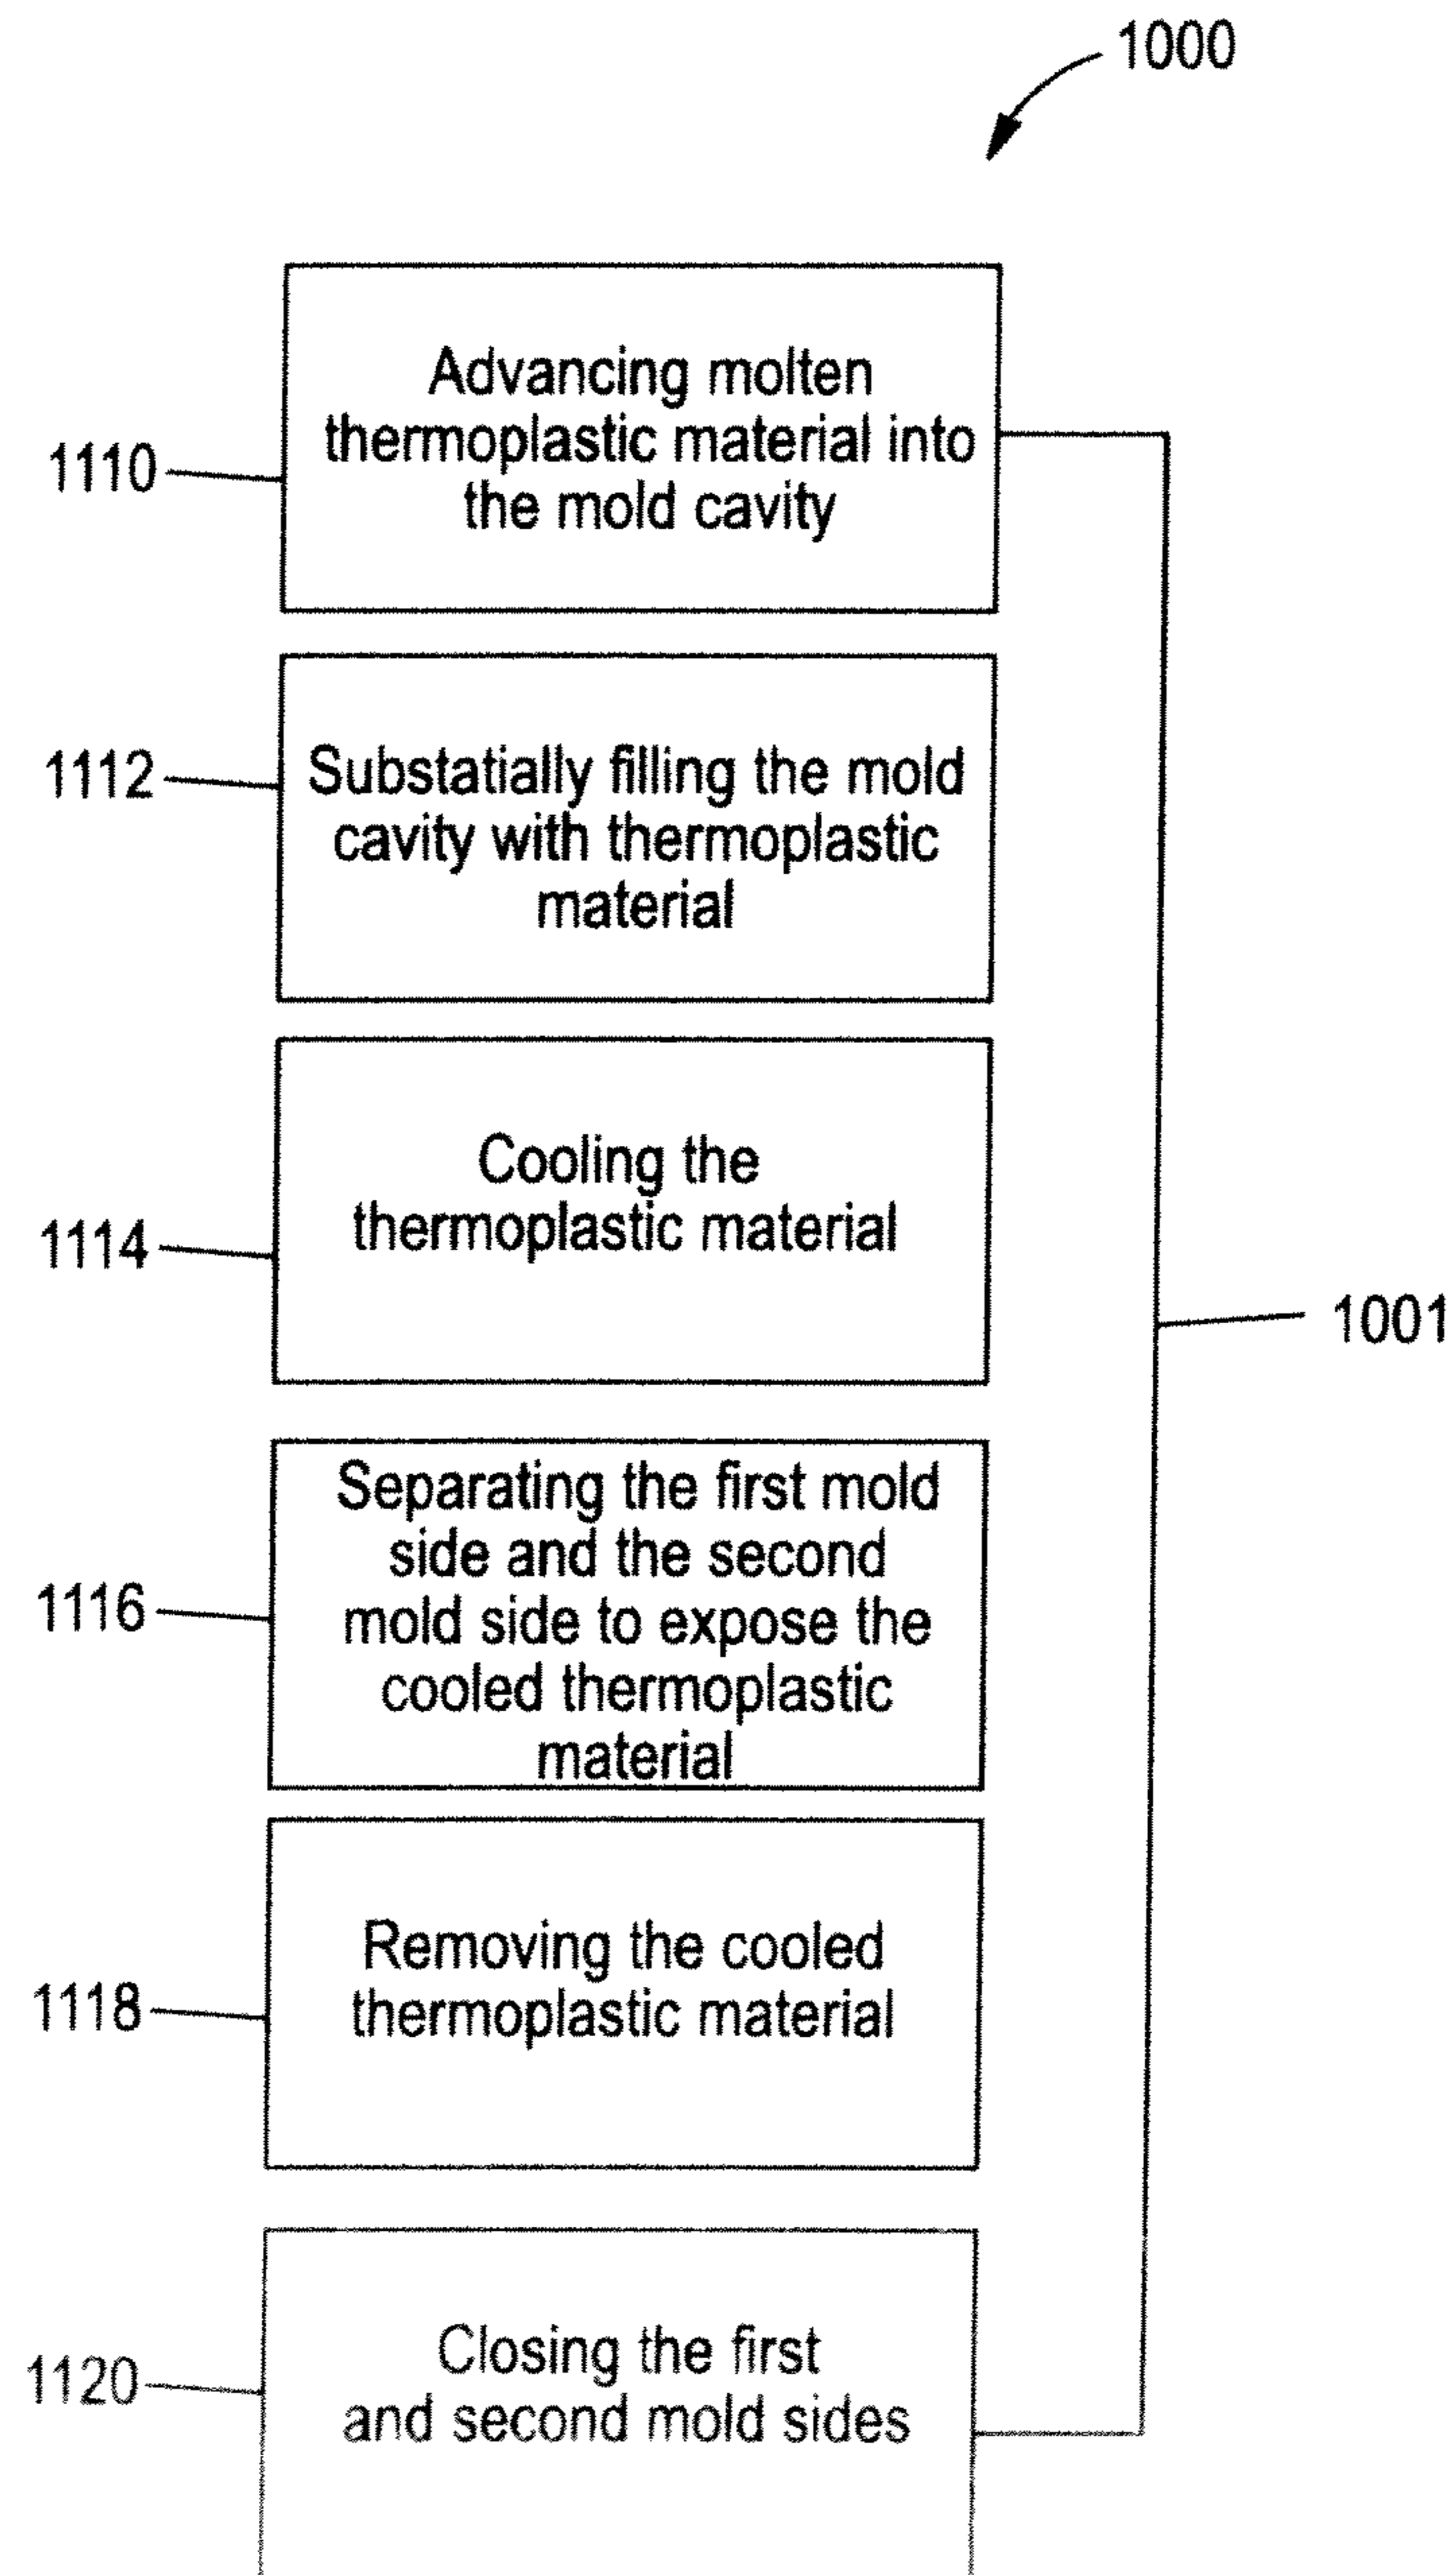 1000
Advancing molten
thermoplastic material into
the mold cavity
1110
Substatially filling the mold
cavity with thermoplastic
material
1112
Cooling the
thermoplastic material
1114
1001
Separating the first mold
side and the second
mold side to expose the
cooled thermoplastic
material
1116
Removing the cooled
thermoplastic material
1118
Closing the first
and second mold sides
1120